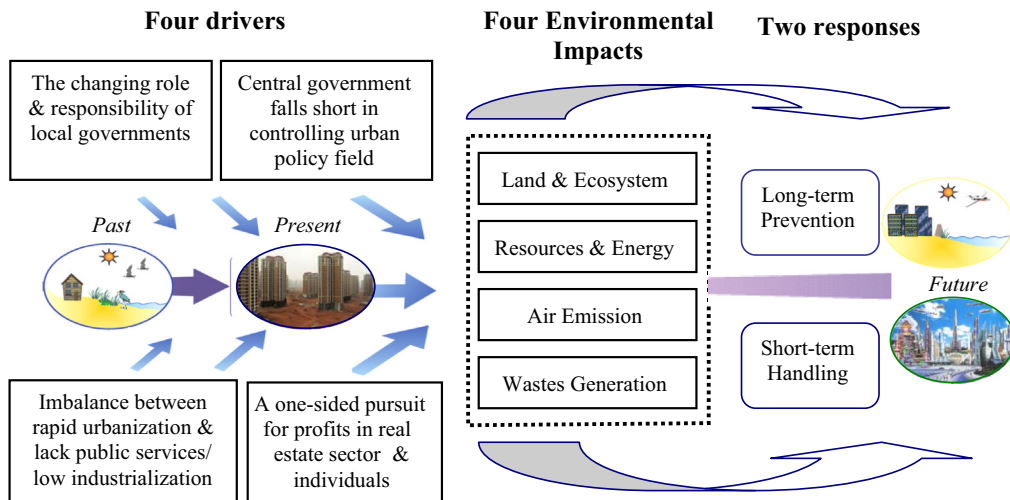 Four drivers
Four Environmental
Impacts
Two responses
The changing role
& responsibility of
local governments
Central government
falls short in
controlling urban
policy field
Past
Present
Imbalance between
rapid urbanization &
lack public services/
low industrialization
A one-sided pursuit
for profits in real
estate sector & 
individuals
Land & Ecosystem
Resources & Energy
Air Emission
Wastes Generation
Long-term
Prevention
Future
Short-term
Handling